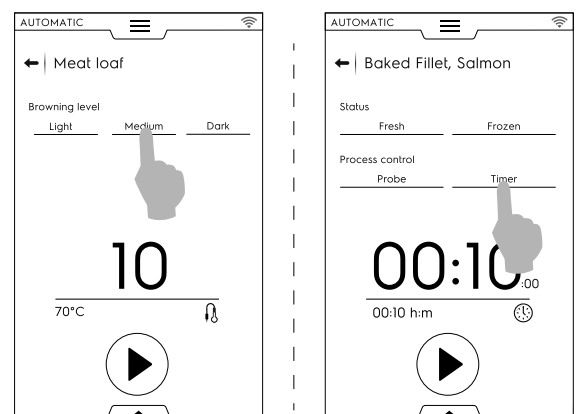 AUTOMATIC
Meat loaf
Browning level
Light Medium Dark
10
70°C
AUTOMATIC
Baked Fillet, Salmon
Status
Fresh Frozen
Process control
Probe Timer
00:10:00
00:10 h:m